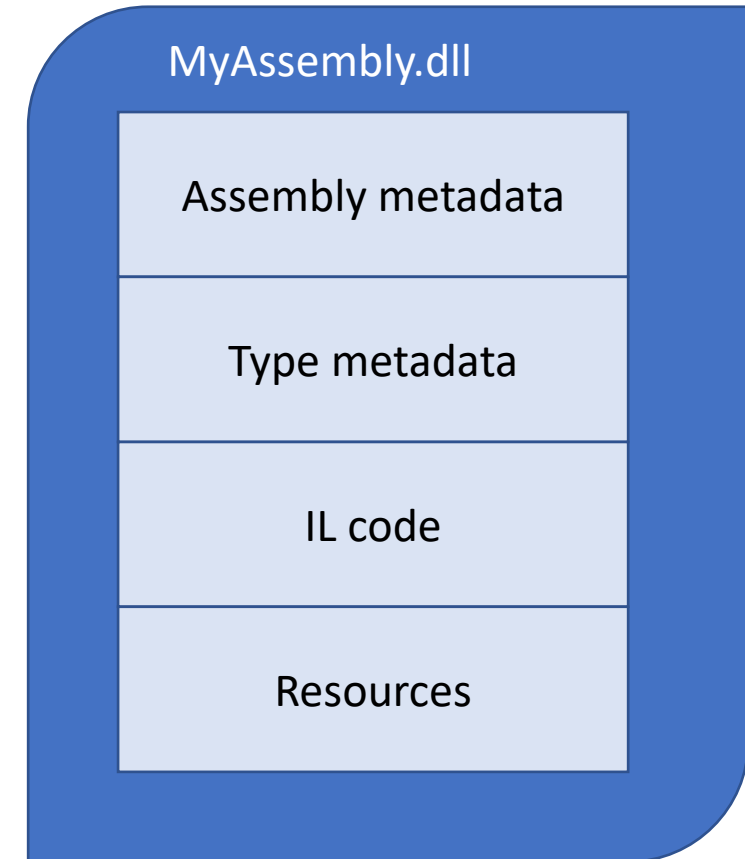 MyAssembly.dll
Assembly metadata
Type metadata
IL code
Resources